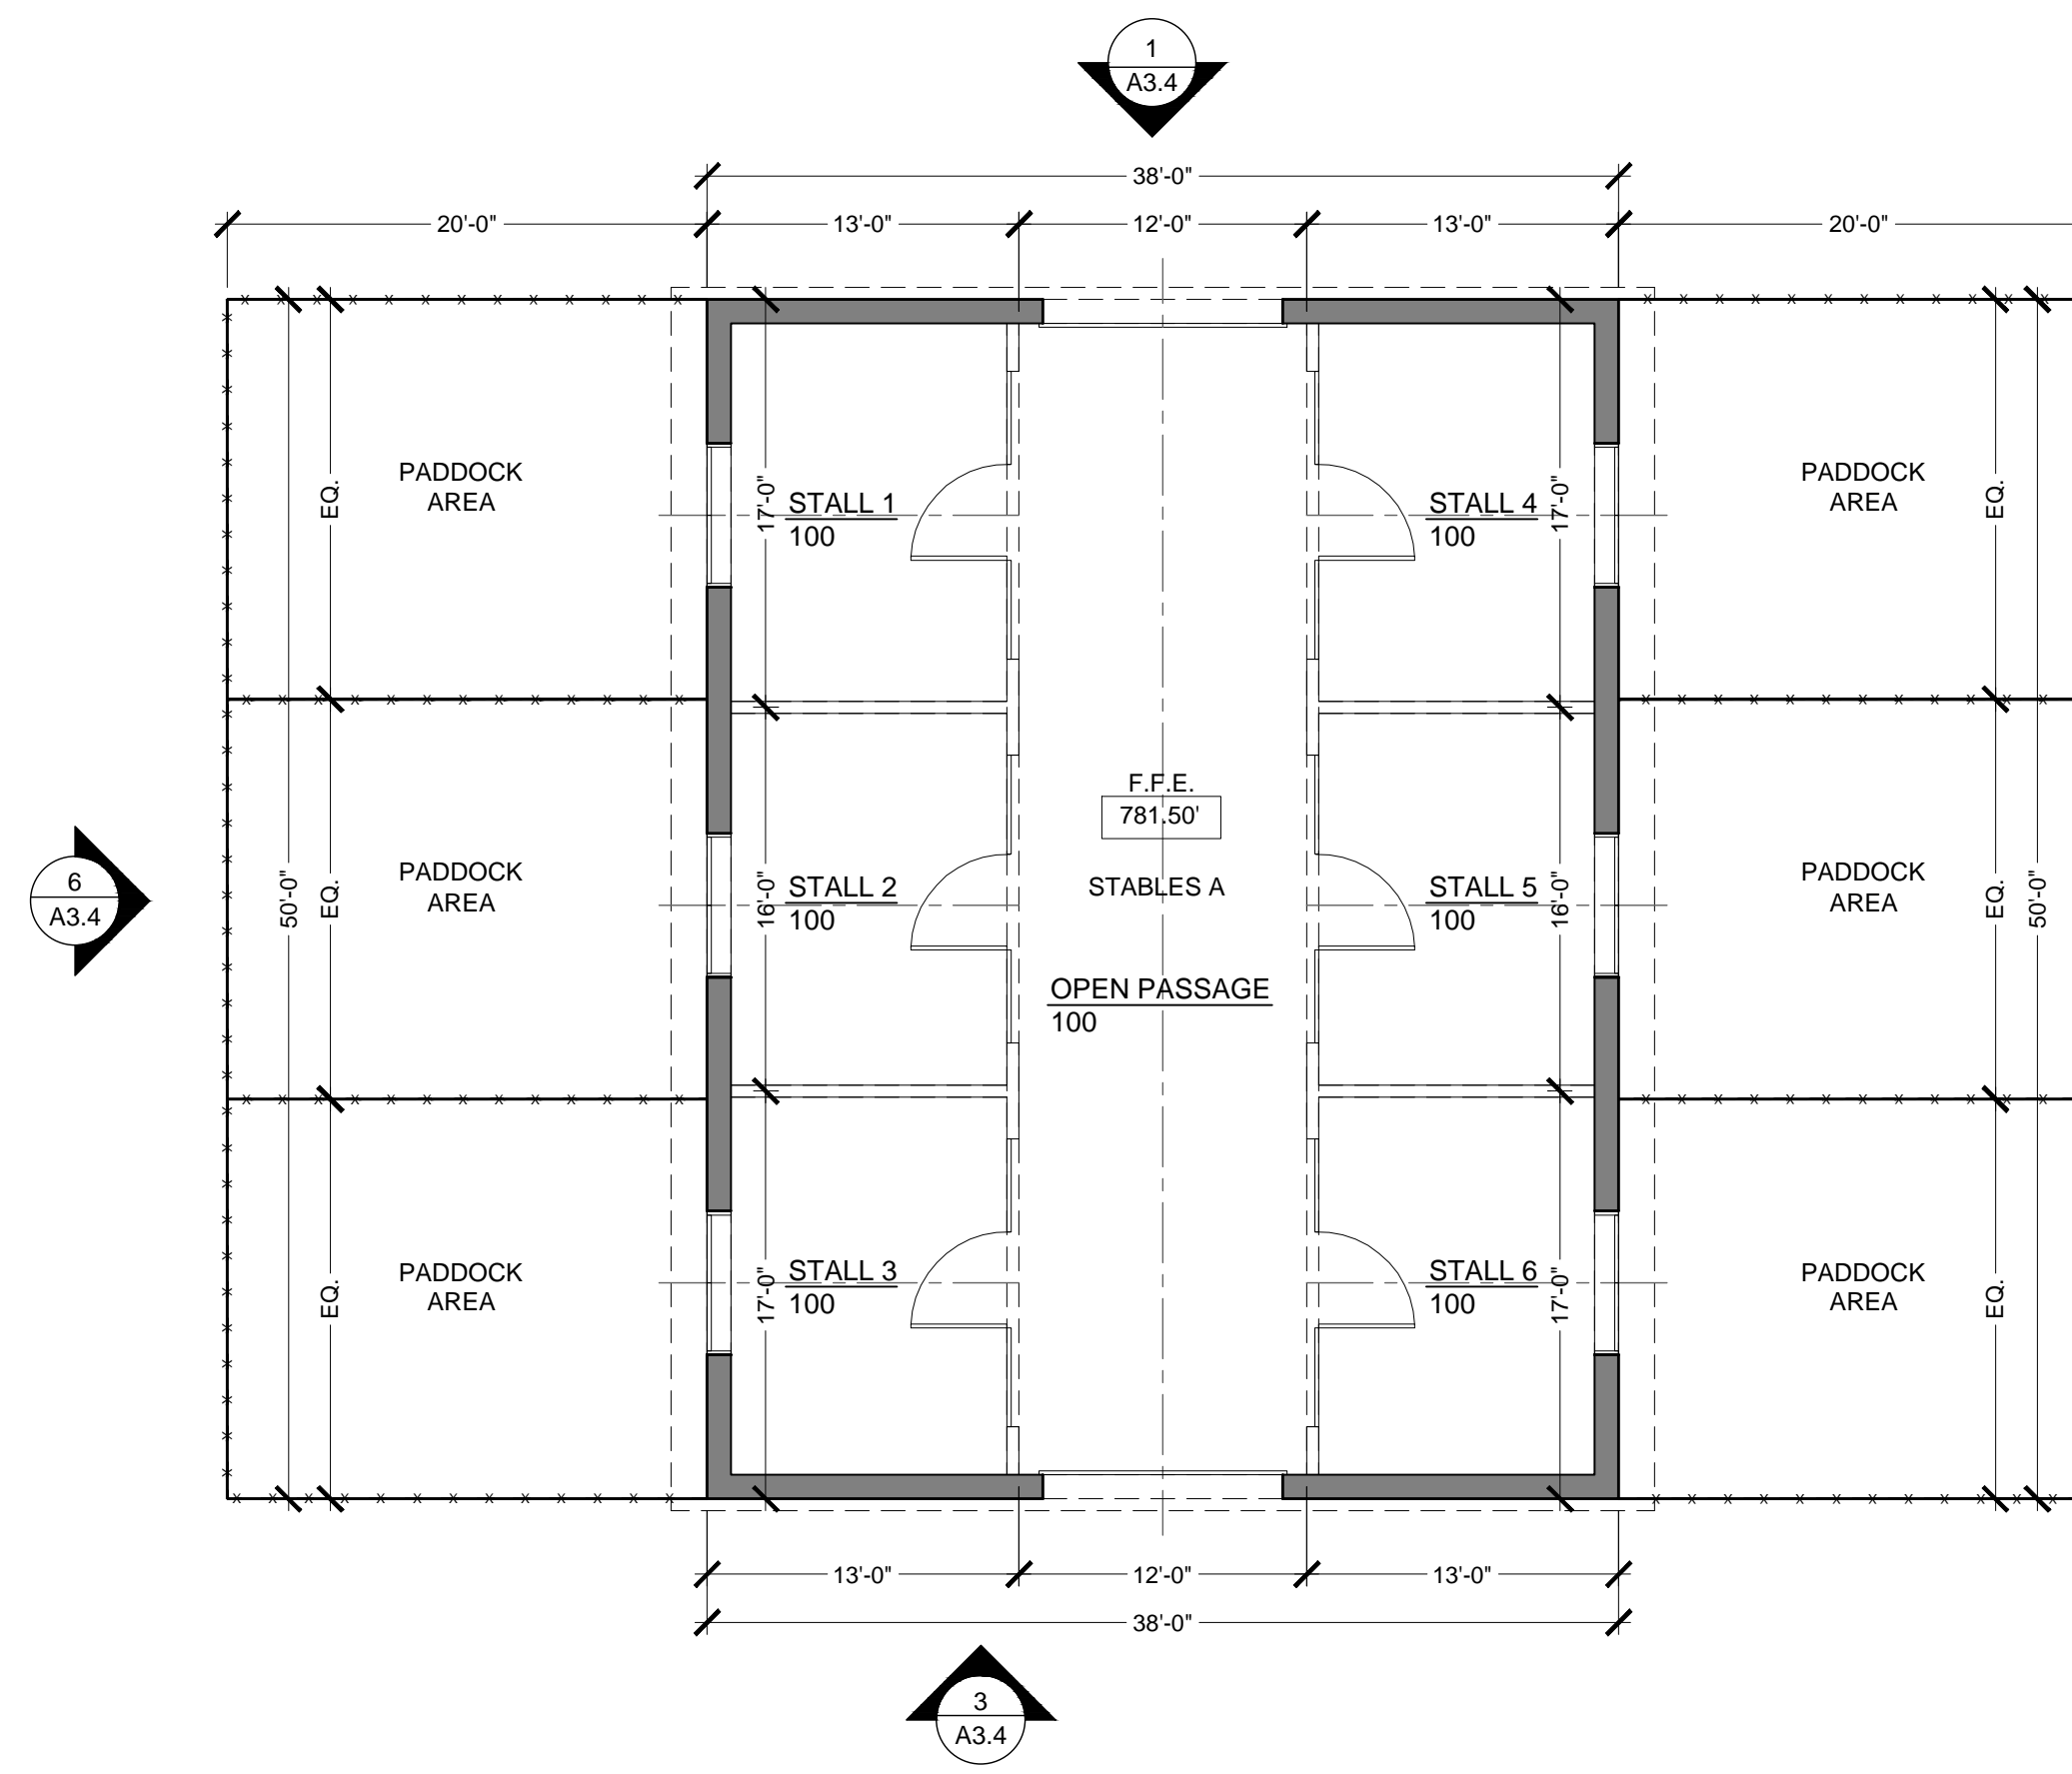 1
A3.4
38'-0"
20'-0"
13'-0"
12'-0"
13'-0"
20'-0"
PADDOCK
AREA
EQ.
17'-0"
STALL 1
100
STALL 4
100
17'-0"
PADDOCK
AREA
EQ.
F.F.E.
781.50'
STABLES A
6
A3.4
50'-0"
EQ.
PADDOCK
AREA
16'-0"
STALL 2
100
STALL 5
100
16'-0"
PADDOCK
AREA
EQ.
50'-0"
OPEN PASSAGE
100
EQ.
PADDOCK
AREA
17'-0"
STALL 3
100
STALL 6
100
17'-0"
PADDOCK
AREA
EQ.
13'-0"
12'-0"
13'-0"
38'-0"
3
A3.4